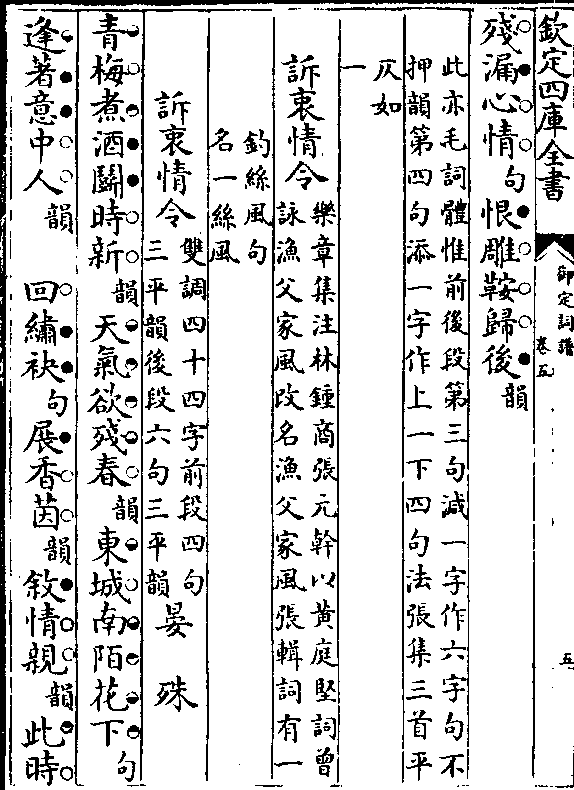 欽定四庫全書
御定詞譜
卷五
五
殘漏心情句恨雕鞍歸後韻
此亦毛詞體惟前後段第三句減一字作六字句不
押韻第四句添一字作上一下四句法張集三首平
仄如
一
訴衷情令
樂章集注林鍾商張元幹以黄庭堅詞曾
詠漁父家風改名漁父家風張輯詞有一
釣絲風句
名一絲風
訴衷情令
雙調四十四字前段四句
三平韻後段六句三平韻
晏殊
青梅煮酒鬭時新韻天氣欲殘春韻東城南陌花下句
逢著意中人韻 回繡袂句展香茵韻敘情親韻此時